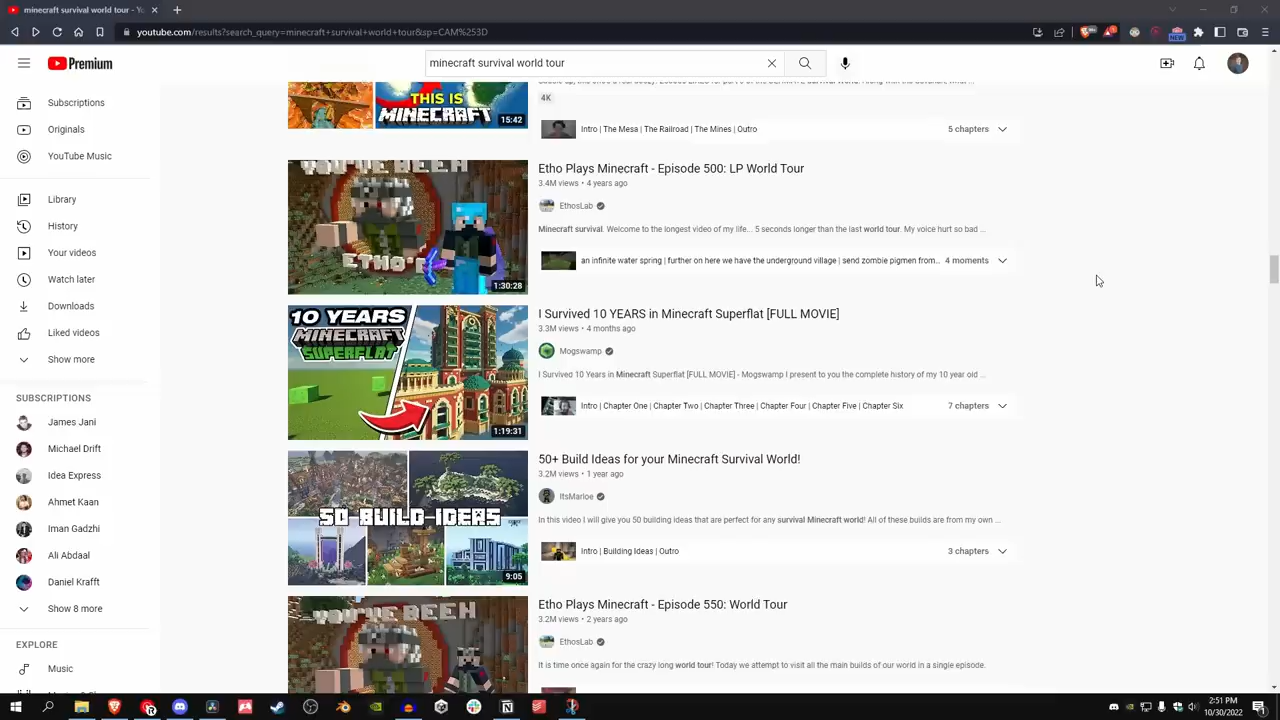 minecraft survival world tour - Yo
youtube.com/results?search_query=minecraft+survival+world+tour&sp=CAM%253D
NEW
Premium
minecraft survival world tour
Subscriptions
Originals
YouTube Music
Library
History
Your videos
Watch later
Downloads
Liked videos
Show more
SUBSCRIPTIONS
James Jani
Michael Drift
Idea Express
Ahmet Kaan
Iman Gadzhi
Ali Abdaal
Daniel Krafft
Show 8 more
EXPLORE
Music
THIS IS
MINECRAFT
15:42
4K
Intro | The Mesa | The Railroad | The Mines | Outro
5 chapters
YOU'VE BEEN
ETHO'D
1:30:28
Etho Plays Minecraft - Episode 500: LP World Tour
3.4M views • 4 years ago
EthosLab
Minecraft survival. Welcome to the longest video of my life... 5 seconds longer than the last world tour. My voice hurt so bad ...
an infinite water spring | further on here we have the underground village | send zombie pigmen from...
4 moments
10 YEARS
MINECRAFT
SUPERFLAT
1:19:31
I Survived 10 YEARS in Minecraft Superflat [FULL MOVIE]
3.3M views • 4 months ago
Mogswamp
I Survived 10 Years in Minecraft Superflat [FULL MOVIE] - Mogswamp I present to you the complete history of my 10 year old ...
Intro | Chapter One | Chapter Two | Chapter Three | Chapter Four | Chapter Five | Chapter Six
7 chapters
50 BUILD-IDEAS
9:05
50+ Build Ideas for your Minecraft Survival World!
3.2M views • 1 year ago
ItsMarloe
In this video I will give you 50 building ideas that are perfect for any survival Minecraft world! All of these builds are from my own ...
Intro | Building Ideas | Outro
3 chapters
YOU'VE BEEN
Etho Plays Minecraft - Episode 550: World Tour
3.2M views • 2 years ago
EthosLab
It is time once again for the crazy long world tour! Today we attempt to visit all the main builds of our world in a single episode.
2:51 PM
10/30/2022